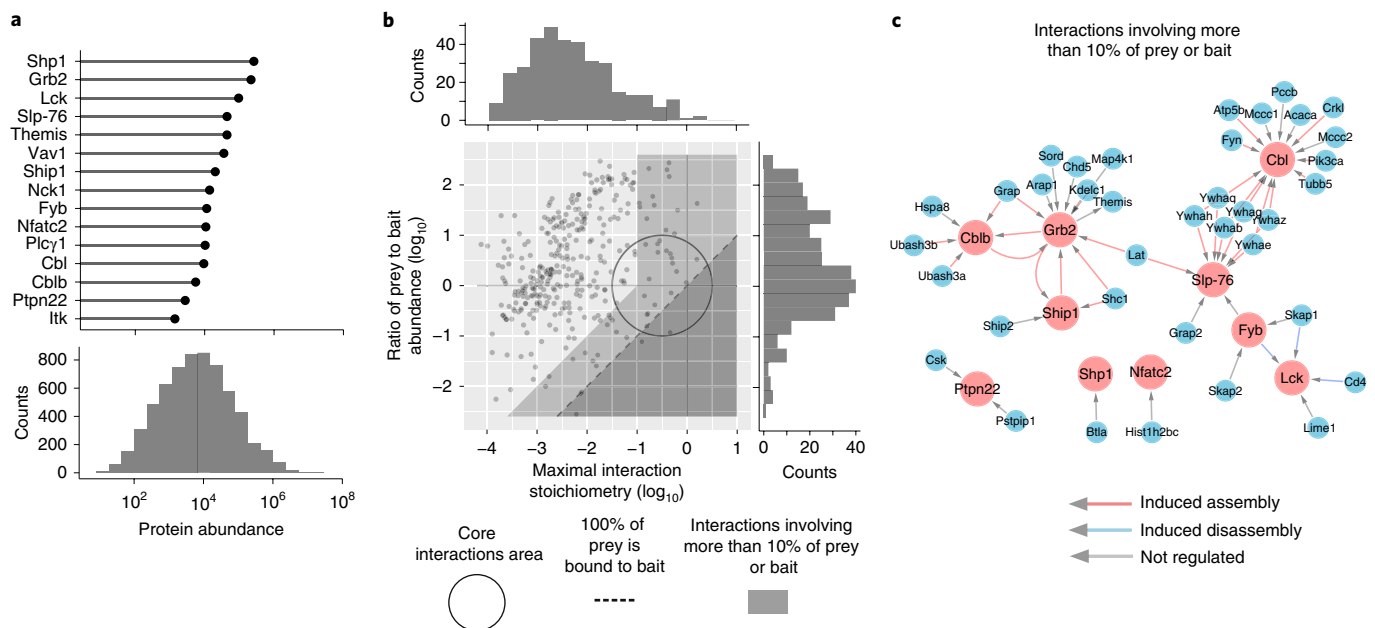 a
Shp1
Grb2
Lck
Slp-76
Themis
Vav1
Ship1
Nck1
Fyb
Nfatc2
Plcγ1
Cbl
Cblb
Ptpn22
Itk
800
600
400
200
0
Counts
10²
10⁴
10⁶
10⁸
Protein abundance
b
Counts
40
20
0
Ratio of prey to bait
abundance (log₁₀)
2
1
0
−1
−2
−4
−3
−2
−1
0
1
Maximal interaction
stoichiometry (log₁₀)
0
10
20
30
40
Counts
Core
interactions area
100% of
prey is
bound to bait
Interactions involving
more than 10% of prey
or bait
c
Interactions involving
more than 10% of prey or bait
Pccb
Atp5b
Mccc1
Acaca
Crkl
Fyn
Mccc2
Cbl
Pik3ca
Tubb5
Sord
Chd5
Map4k1
Grap
Arap1
Kdelc1
Themis
Hspa8
Cblb
Grb2
Ubash3b
Ubash3a
Ywhaq
Ywhah
Ywhag
Ywhab
Ywhaz
Ywhae
Lat
Slp-76
Shc1
Ship1
Ship2
Grap2
Fyb
Skap1
Csk
Ptpn22
Pstpip1
Shp1
Btla
Nfatc2
Hist1h2bc
Skap2
Lck
Cd4
Lime1
Induced assembly
Induced disassembly
Not regulated